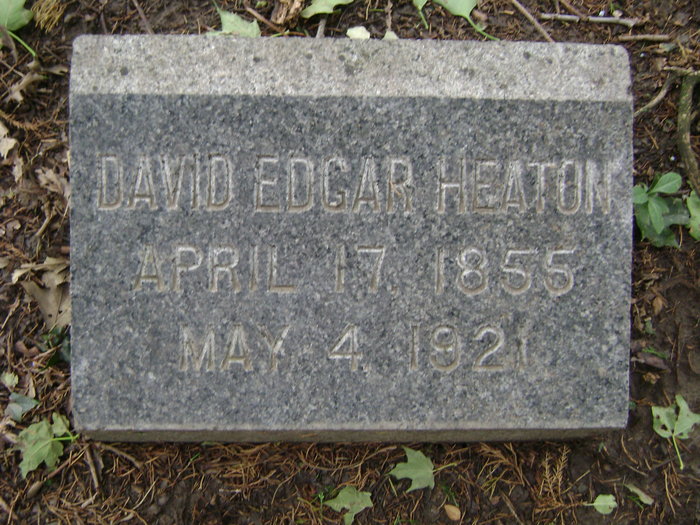 DAVID EDGAR HEATON
APRIL 17, 1855
MAY 4, 1921